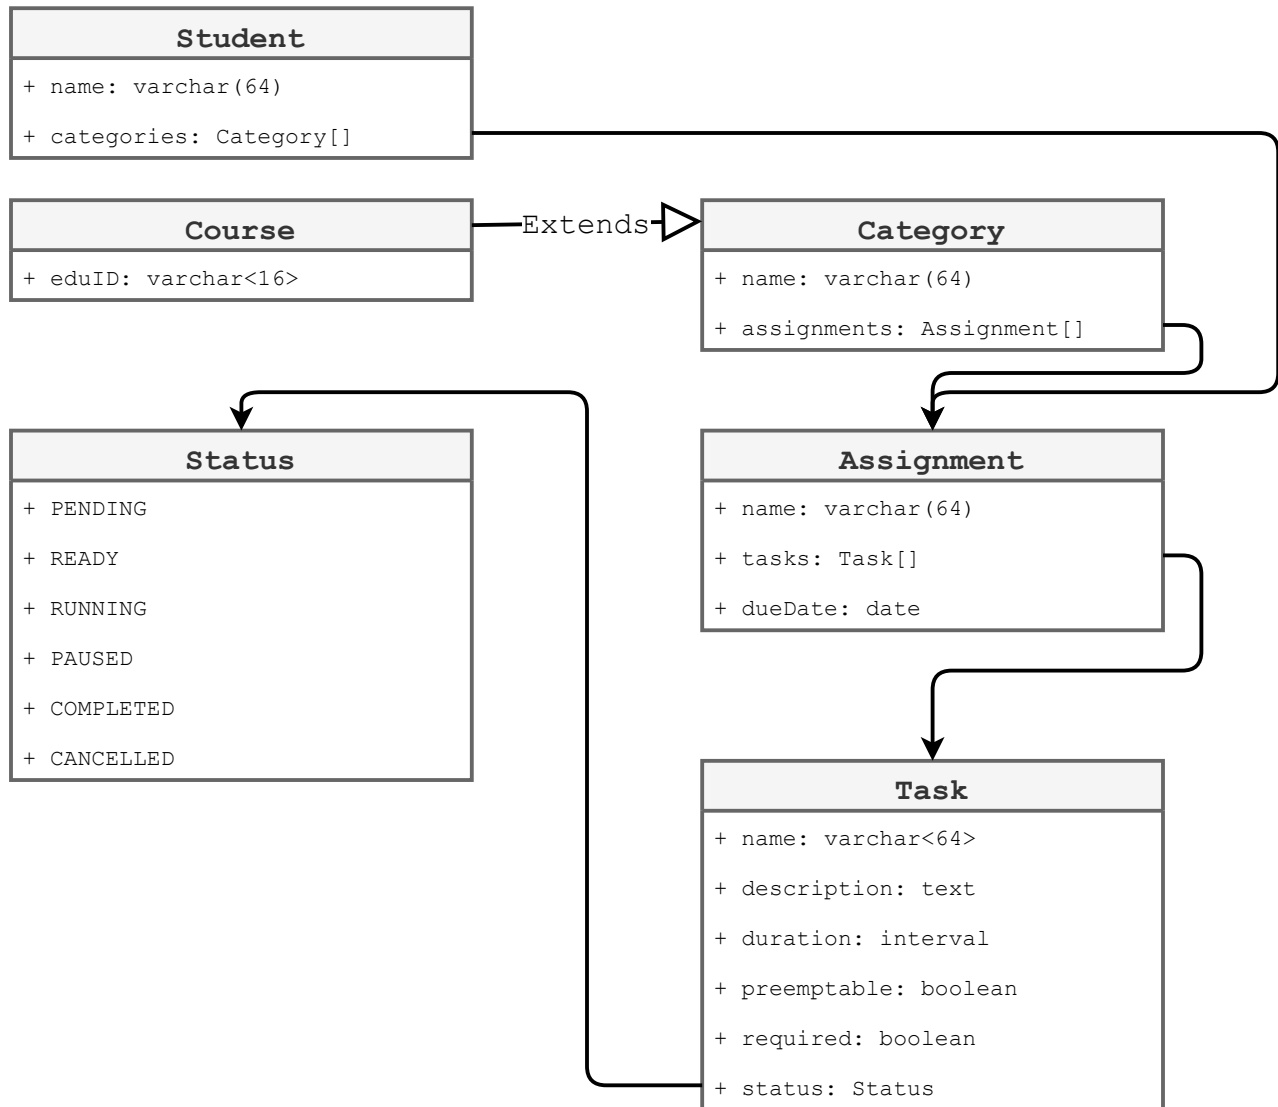 Student
+ name: varchar(64)
+ categories: Category[]
Course
+ eduID: varchar<16>
Extends
Category
+ name: varchar(64)
+ assignments: Assignment[]
Status
+ PENDING
+ READY
+ RUNNING
+ PAUSED
+ COMPLETED
+ CANCELLED
Assignment
+ name: varchar(64)
+ tasks: Task[]
+ dueDate: date
Task
+ name: varchar<64>
+ description: text
+ duration: interval
+ preemptable: boolean
+ required: boolean
+ status: Status